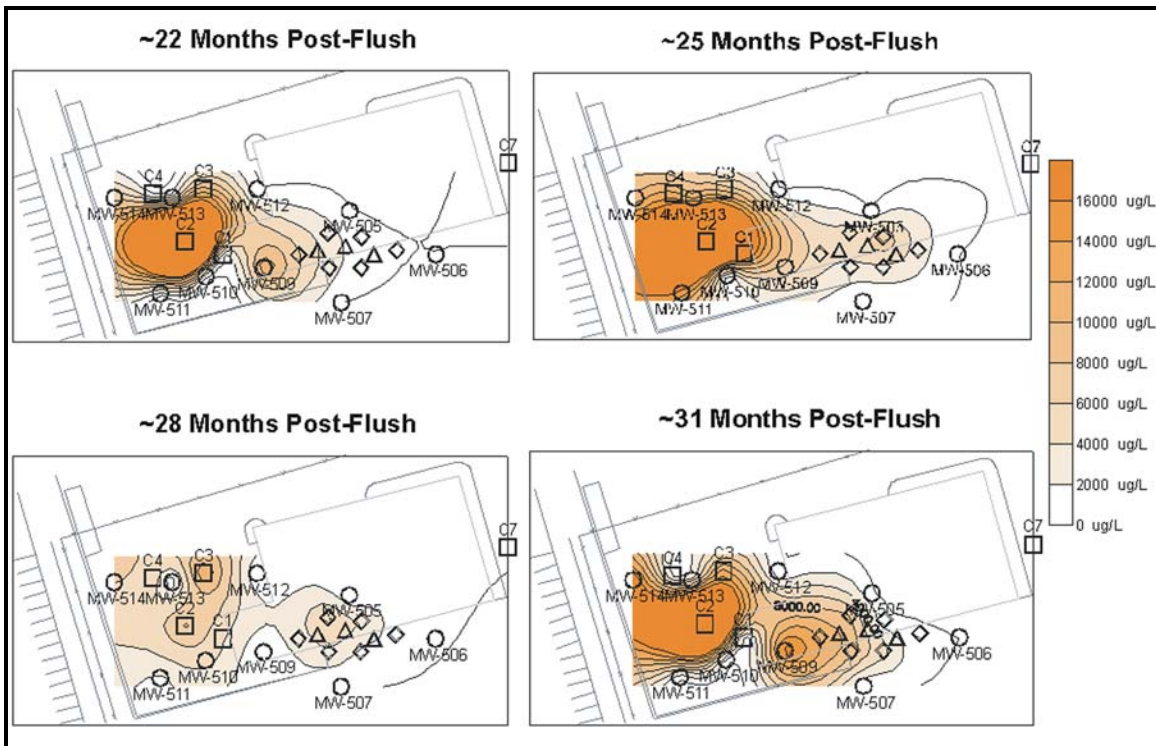 ~22 Months Post-Flush
~25 Months Post-Flush
C7
C4
C3
MW-514
MW-513
MW-512
C2
C1
MW-505
MW-506
MW-509
MW-510
MW-511
MW-507
C7
C4
C3
MW-514
MW-513
MW-512
C2
C1
MW-505
MW-506
MW-509
MW-510
MW-511
MW-507
16000 ug/L
14000 ug/L
12000 ug/L
10000 ug/L
8000 ug/L
6000 ug/L
4000 ug/L
2000 ug/L
0 ug/L
~28 Months Post-Flush
~31 Months Post-Flush
C7
C4
C3
MW-514
MW-513
MW-512
C2
C1
MW-505
MW-506
MW-509
MW-510
MW-511
MW-507
C7
C4
C3
MW-514
MW-513
MW-512
C2
C1
MW-505
MW-506
MW-509
MW-510
MW-511
MW-507